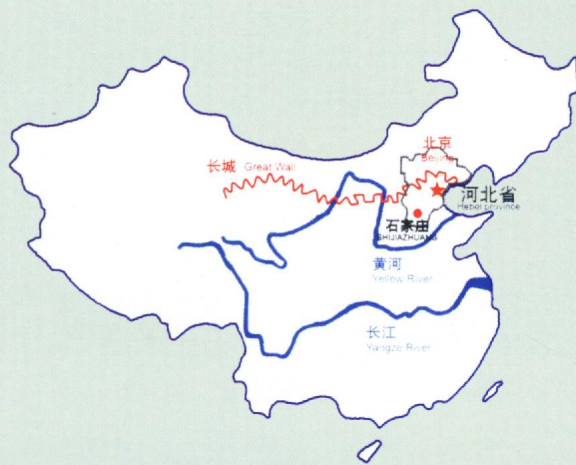 北京
Beijing
长城 Great Wall
河北省
Hebei province
石家庄
SHIJIAZHUANG
黄河
Yellow River
长江
Yangze River